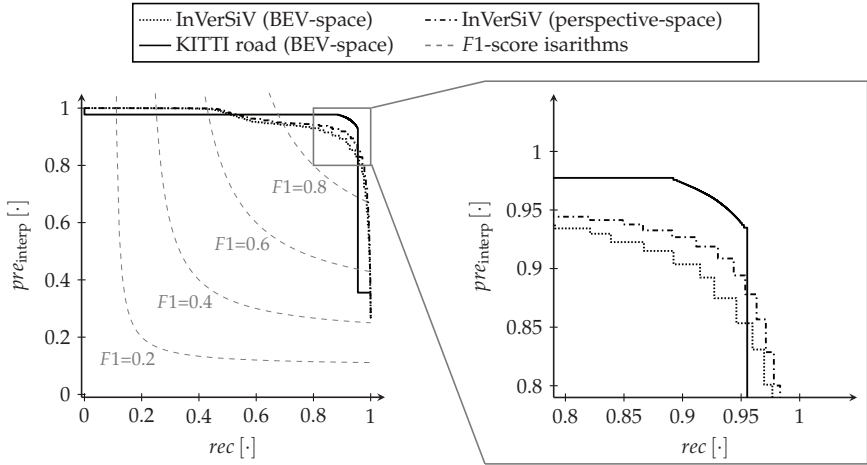 InVerSiV (BEV-space)
InVerSiV (perspective-space)
KITTI road (BEV-space)
F1-score isarithms
1
0.8
0.6
0.4
0.2
0
pre_interp [·]
F1=0.8
F1=0.6
F1=0.4
F1=0.2
0
0.2
0.4
0.6
0.8
1
rec [·]
1
0.95
0.9
0.85
0.8
pre_interp [·]
0.8
0.85
0.9
0.95
1
rec [·]